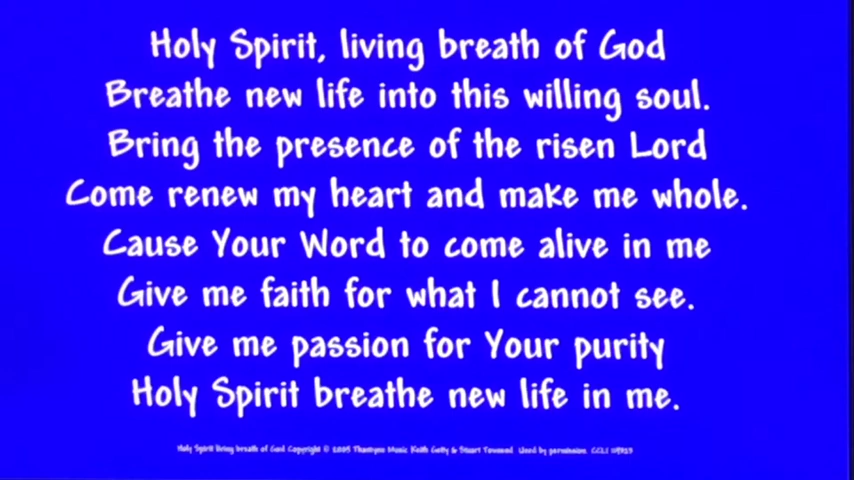 Holy Spirit, living breath of God
Breathe new life into this willing soul.
Bring the presence of the risen Lord
Come renew my heart and make me whole.
Cause Your Word to come alive in me
Give me faith for what I cannot see.
Give me passion for Your purity
Holy Spirit breathe new life in me.
Holy Spirit living breath of God Copyright © 2005 Thankyou Music Keith Getty & Stuart Townend Used by permission. CCLI